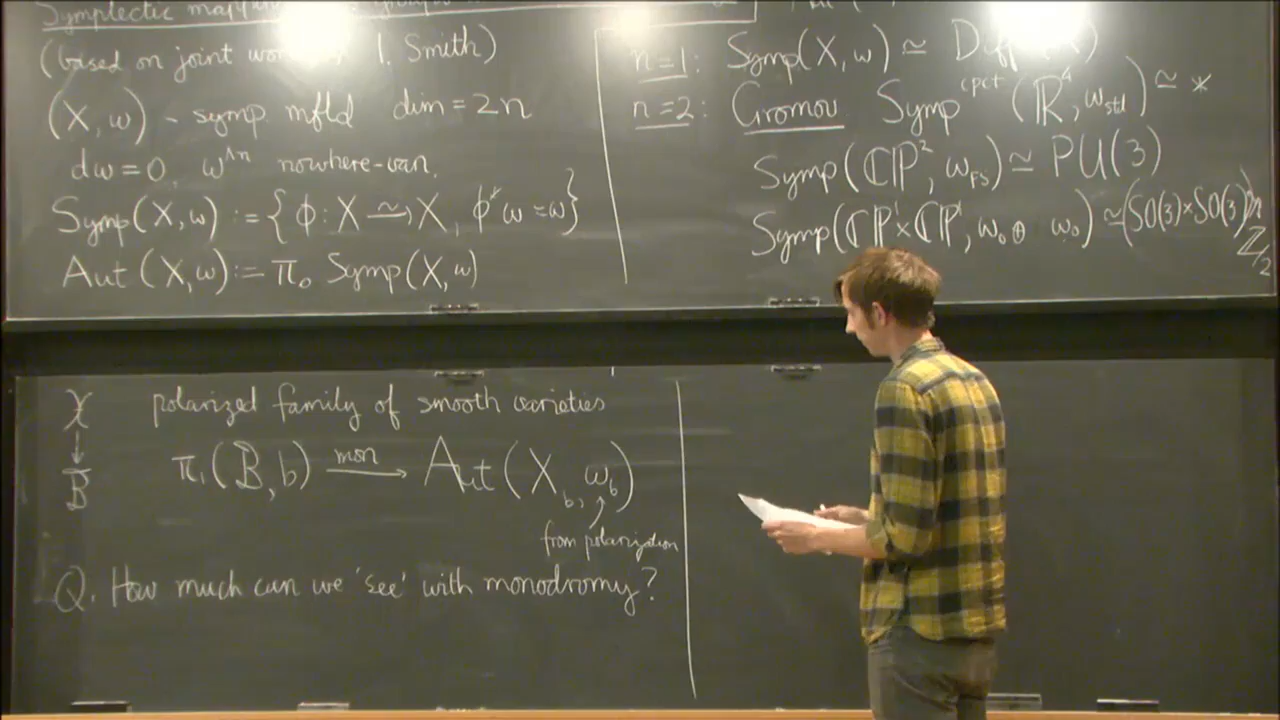 Symplectic mapping groups
(based on joint wor I. Smith)
(X, ω) - symp mfld dim = 2n
dω = 0 ω^∧n nowhere-van.
Symp(X, ω) := {ϕ: X ⥲ X, ϕ*ω = ω}
Aut(X, ω) := π₀ Symp(X, ω)
n=1: Symp(X, ω) ≃ Diff
n=2: Gromov Symp^cpct(ℝ⁴, ω_std) ≃ *
Symp(ℂℙ², ω_FS) ≃ PU(3)
Symp(ℂℙ¹ × ℂℙ¹, ω₀ ⊕ ω₀) ≃ (SO(3) × SO(3)) ⋊ ℤ/2
𝒳 ↓ B polarized family of smooth varieties
π₁(B, b) —mon→ Aut(X_b, ω_b)
from polarization
Q. How much can we 'see' with monodromy?